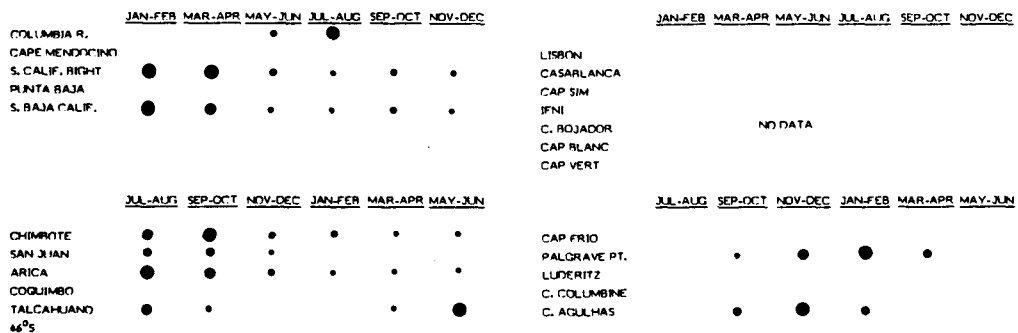 JAN-FEB MAR-APR MAY-JUN JUL-AUG SEP-OCT NOV-DEC
COLUMBIA R.
CAPE MENDOCINO
S. CALIF. BIGHT
PUNTA BAJA
S. BAJA CALIF.
JAN-FEB MAR-APR MAY-JUN JUL-AUG SEP-OCT NOV-DEC
LISBON
CASABLANCA
CAP SIM
IFNI
C. BOJADOR
NO DATA
CAP BLANC
CAP VERT
JUL-AUG SEP-OCT NOV-DEC JAN-FEB MAR-APR MAY-JUN
CHIMBOTE
SAN JUAN
ARICA
COQUIMBO
TALCAHUANO
46°S
JUL-AUG SEP-OCT NOV-DEC JAN-FEB MAR-APR MAY-JUN
CAP FRIO
PALGRAVE PT.
LUDERITZ
C. COLUMBINE
C. AGULHAS